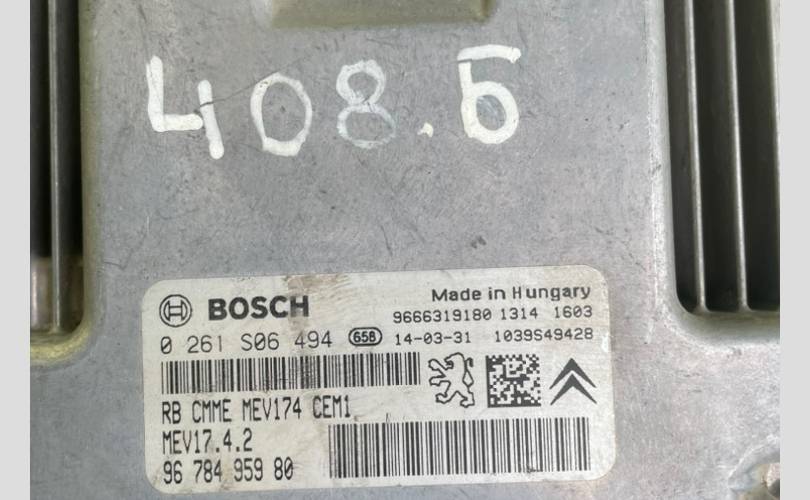 408.Б
BOSCH
Made in Hungary
9666319180 1314 1603
0 261 S06 494 658 14-03-31 1039S49428
RB CMME MEV174 CEM1
MEV17.4.2
96 784 959 80